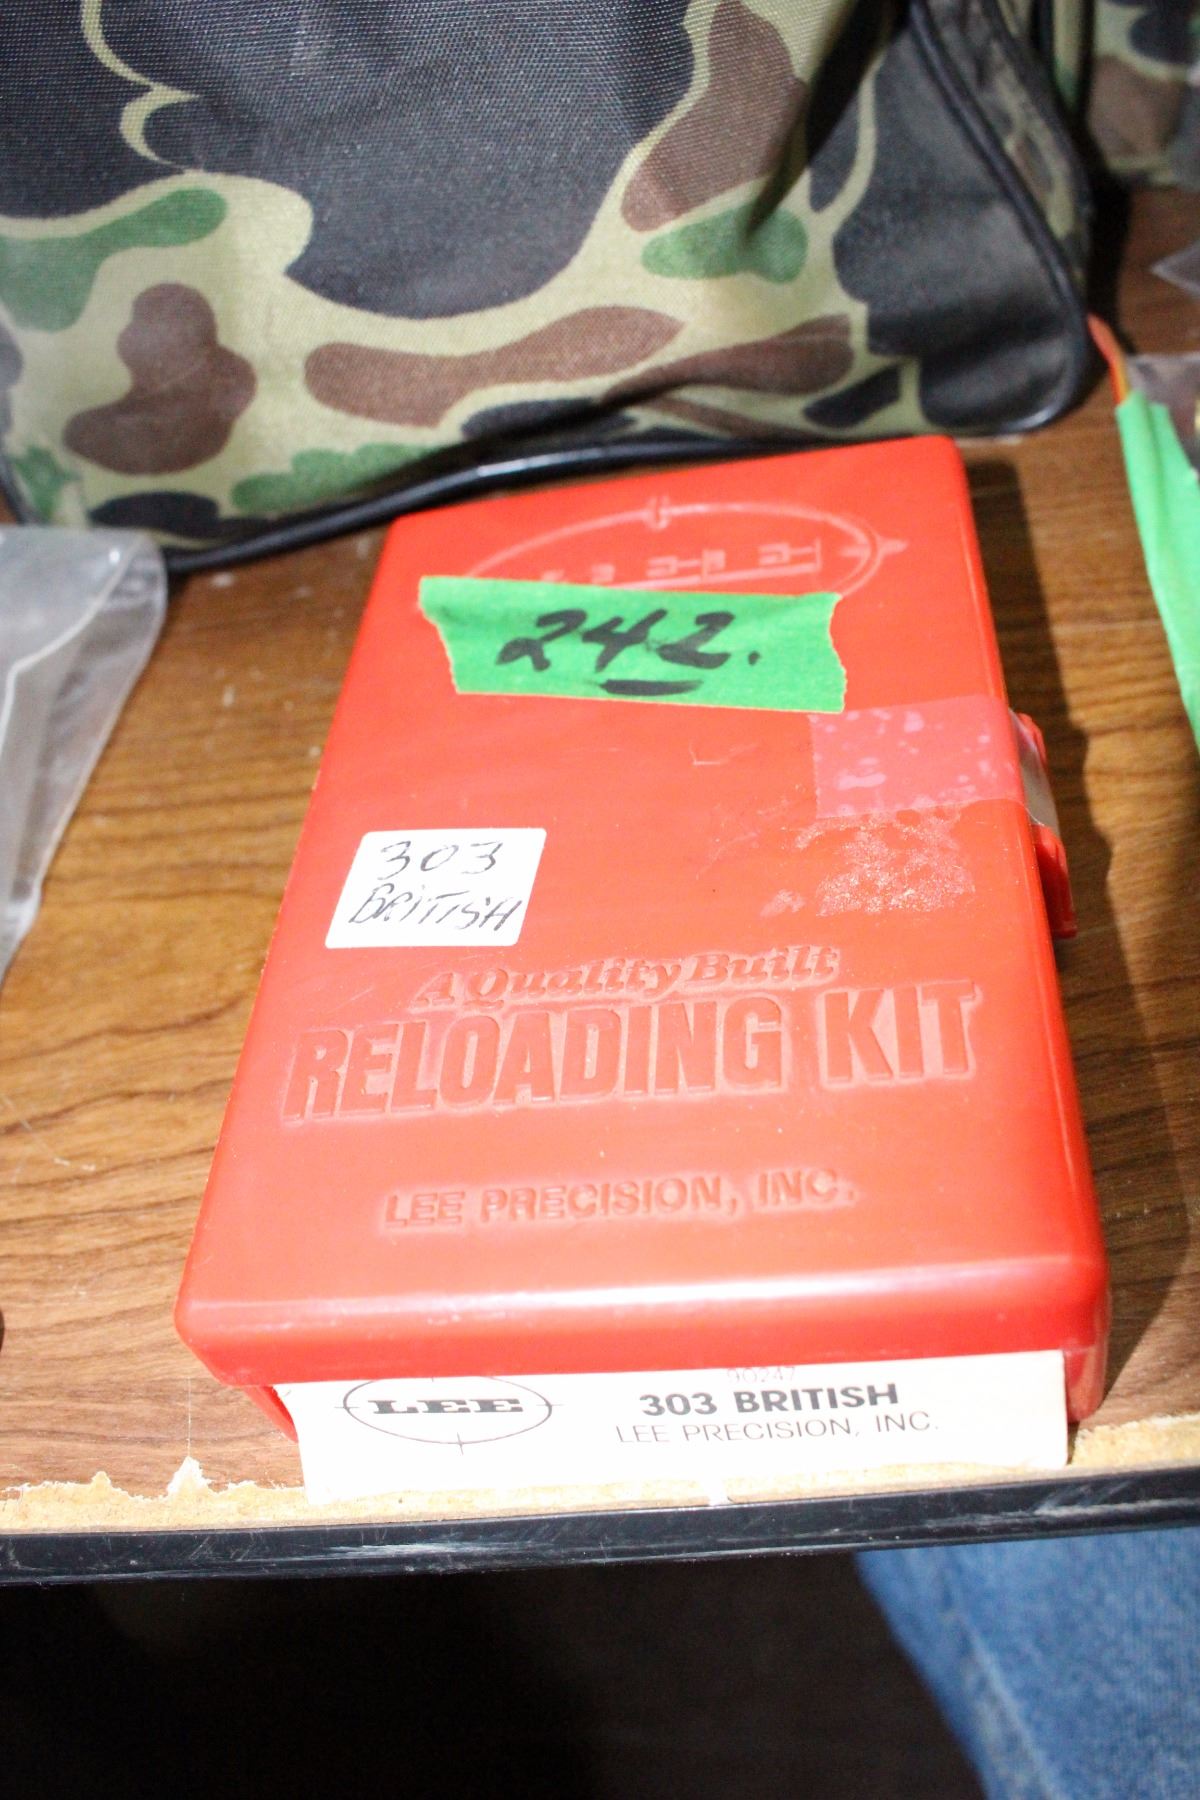 242.
303
BRITISH
A Quality Built
RELOADING KIT
LEE PRECISION, INC.
90247
LEE
303 BRITISH
LEE PRECISION, INC.